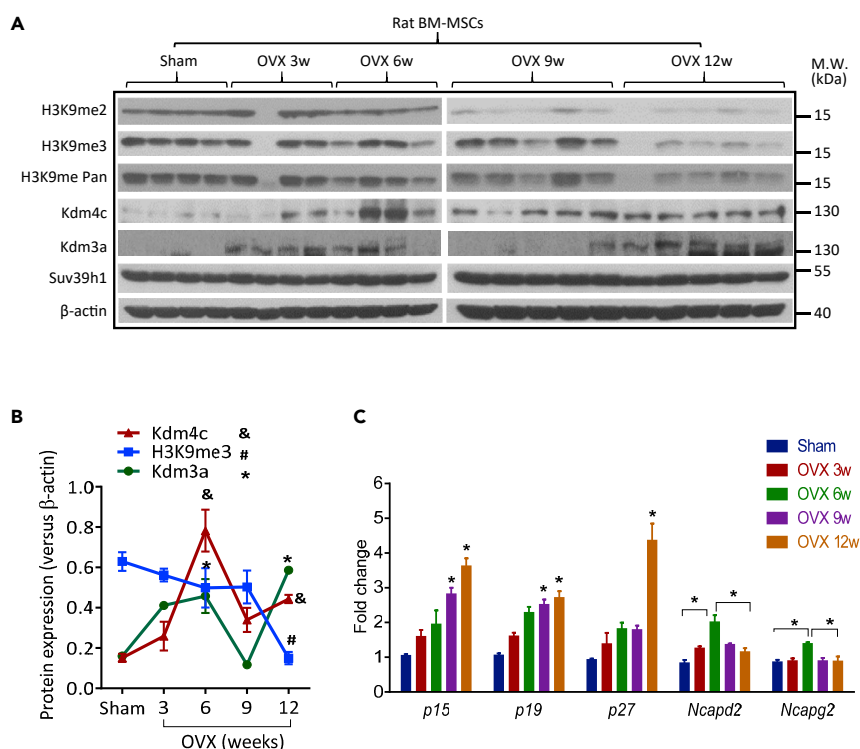 A
Rat BM-MSCs
Sham OVX 3w OVX 6w OVX 9w OVX 12w M.W. (kDa)
H3K9me2 15
H3K9me3 15
H3K9me Pan 15
Kdm4c 130
Kdm3a 130
Suv39h1 55
β-actin 40
B
Kdm4c &
H3K9me3 #
Kdm3a *
Protein expression (versus β-actin)
1.0
0.8
0.6
0.4
0.2
0.0
& * * & #
Sham 3 6 9 12
OVX (weeks)
C
Sham
OVX 3w
OVX 6w
OVX 9w
OVX 12w
Fold change
6
5
4
3
2
1
0
* * * * * * * * *
p15 p19 p27 Ncapd2 Ncapg2